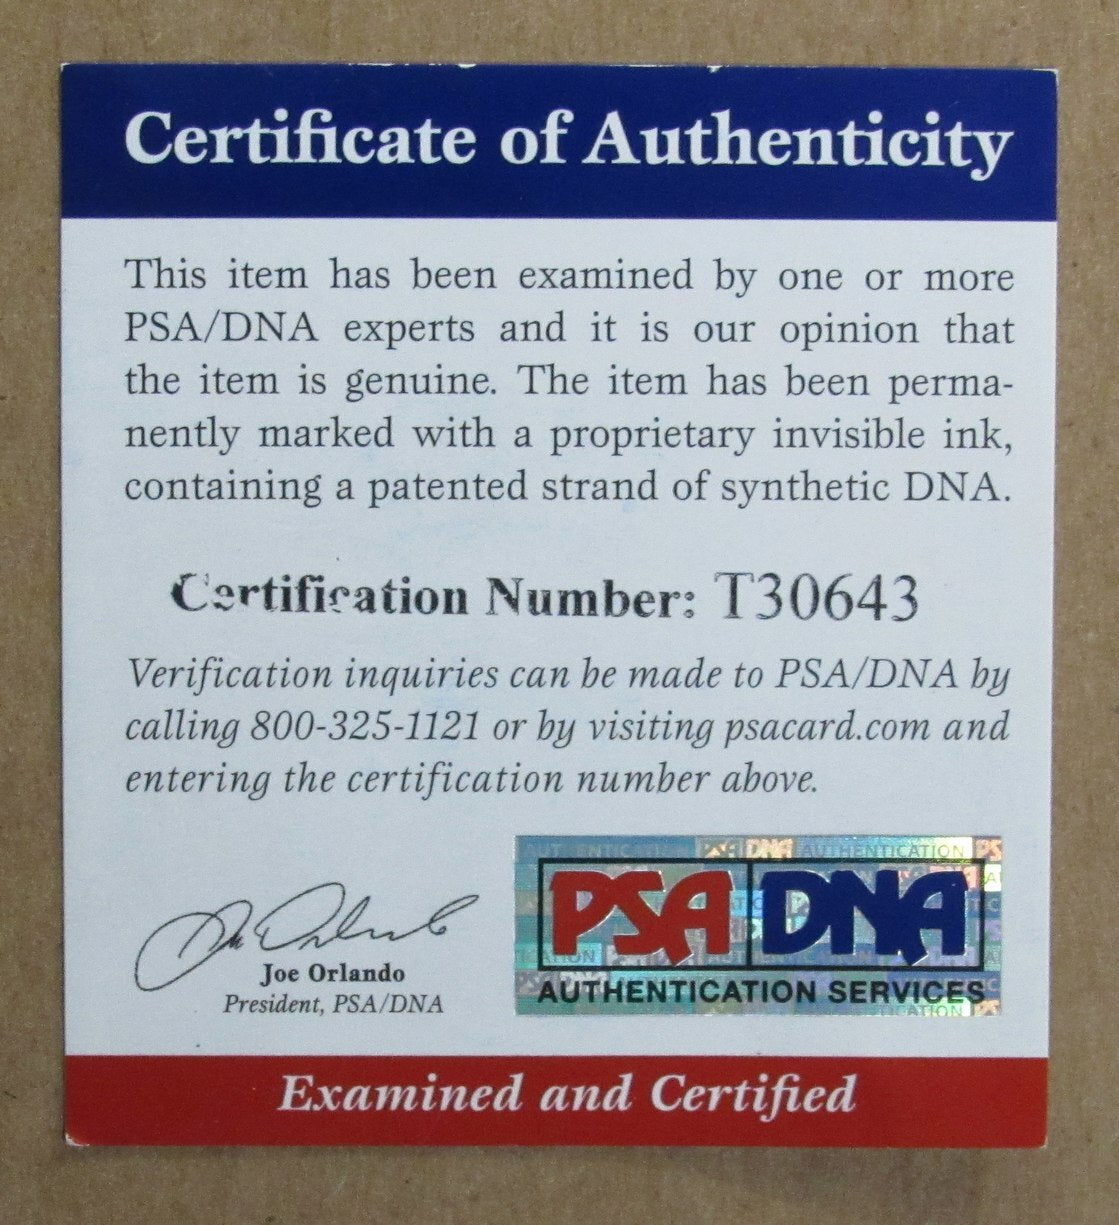 Certificate of Authenticity
This item has been examined by one or more
PSA/DNA experts and it is our opinion that
the item is genuine. The item has been perma-
nently marked with a proprietary invisible ink,
containing a patented strand of synthetic DNA.
Certification Number: T30643
Verification inquiries can be made to PSA/DNA by
calling 800-325-1121 or by visiting psacard.com and
entering the certification number above.
Joe Orlando
President, PSA/DNA
PSA DNA
AUTHENTICATION SERVICES
Examined and Certified